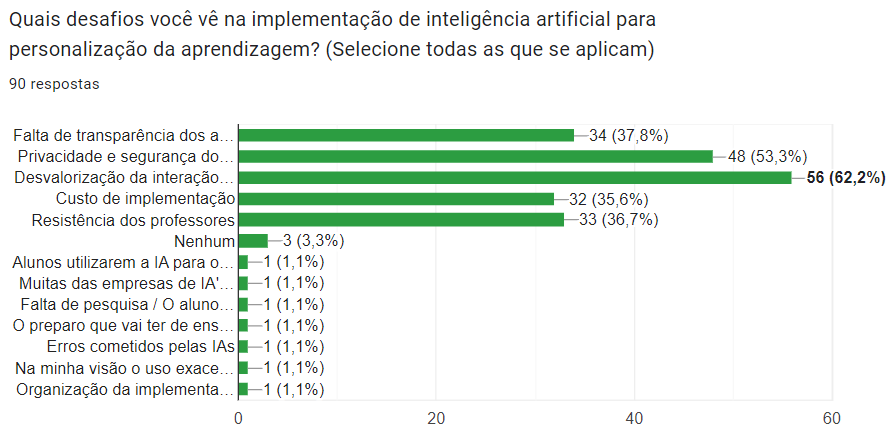 Quais desafios você vê na implementação de inteligência artificial para
personalização da aprendizagem? (Selecione todas as que se aplicam)
90 respostas
Falta de transparência dos a... 34 (37,8%)
Privacidade e segurança do... 48 (53,3%)
Desvalorização da interação... 56 (62,2%)
Custo de implementação 32 (35,6%)
Resistência dos professores 33 (36,7%)
Nenhum 3 (3,3%)
Alunos utilizarem a IA para o... 1 (1,1%)
Muitas das empresas de IA'... 1 (1,1%)
Falta de pesquisa / O aluno... 1 (1,1%)
O preparo que vai ter de ens... 1 (1,1%)
Erros cometidos pelas IAs 1 (1,1%)
Na minha visão o uso exace... 1 (1,1%)
Organização da implementa... 1 (1,1%)
0 20 40 60